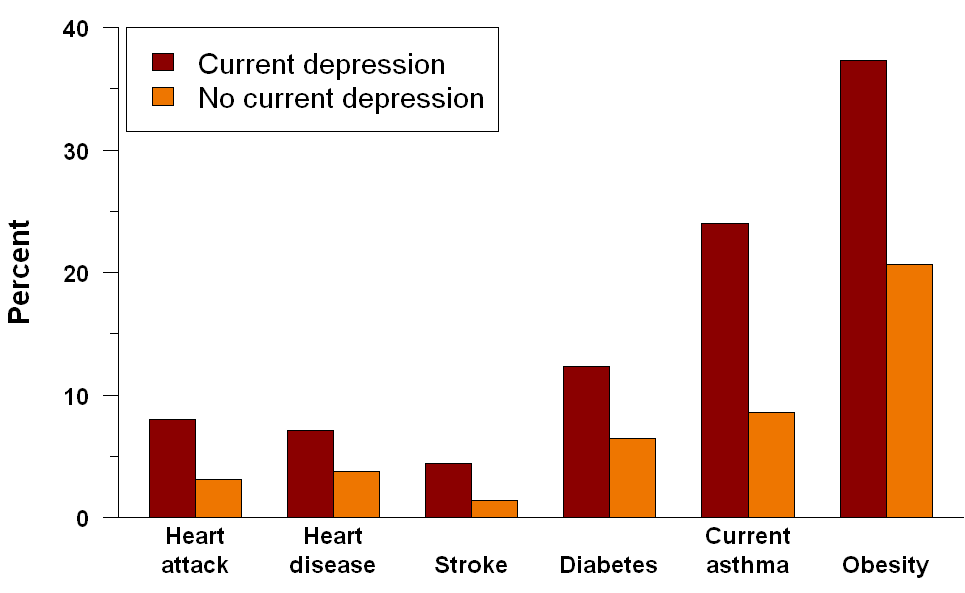 40
30
20
10
0
Percent
Current depression
No current depression
Heart
attack
Heart
disease
Stroke
Diabetes
Current
asthma
Obesity